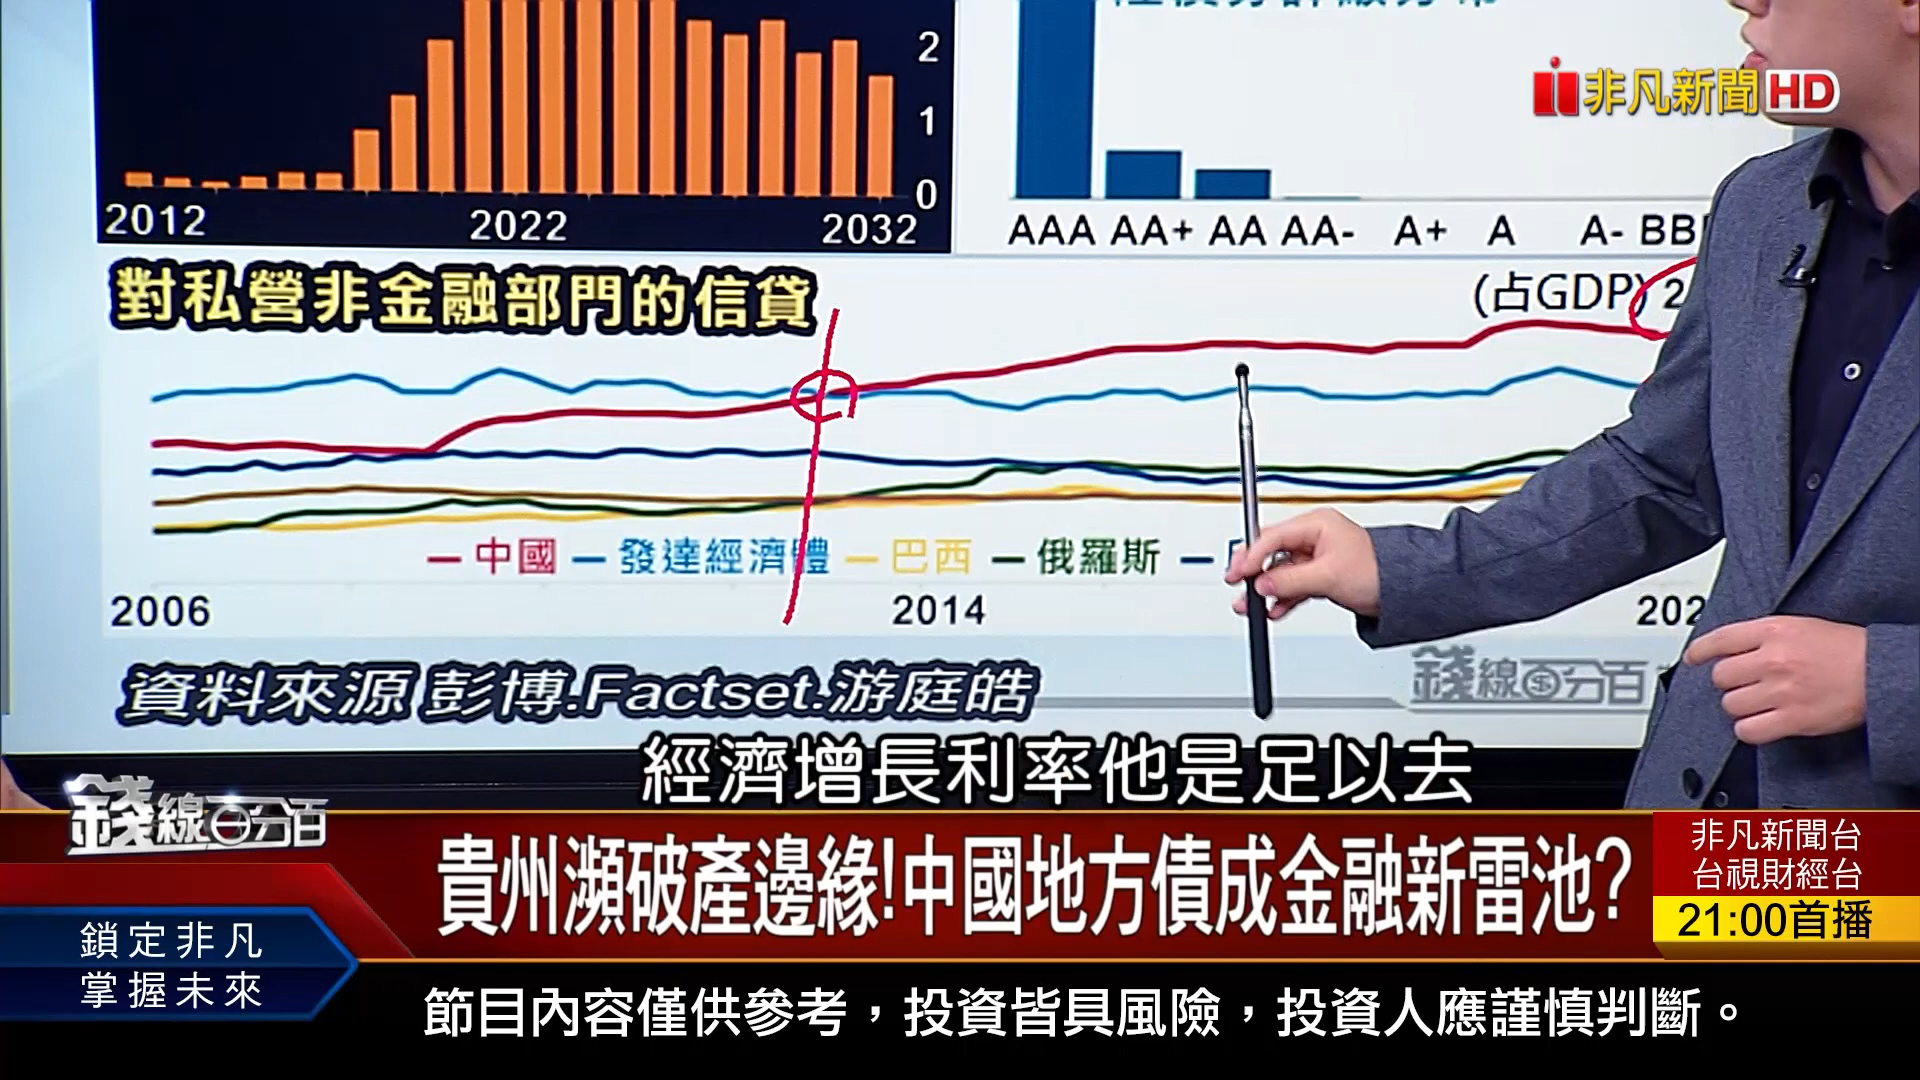 2
1
0
2012 2022 2032
AAA AA+ AA AA- A+ A A-
非凡新聞HD
對私營非金融部門的信貸
(占GDP)
中國 發達經濟體 巴西 俄羅斯
2006 2014
資料來源 彭博.Factset.游庭皓
錢線百分百
經濟增長利率他是足以去
錢線百分百
貴州瀕破產邊緣!中國地方債成金融新雷池?
非凡新聞台
台視財經台
21:00首播
鎖定非凡
掌握未來
節目內容僅供參考，投資皆具風險，投資人應謹慎判斷。